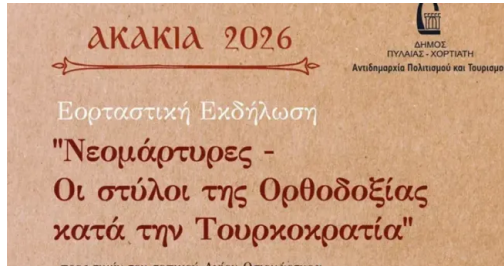 ΑΚΑΚΙΑ 2026
ΔΗΜΟΣ
ΠΥΛΑΙΑΣ - ΧΟΡΤΙΑΤΗ
Αντιδημαρχία Πολιτισμού και Τουρισμο
Εορταστική Εκδήλωση
"Νεομάρτυρες -
Οι στύλοι της Ορθοδοξίας
κατά την Τουρκοκρατία"